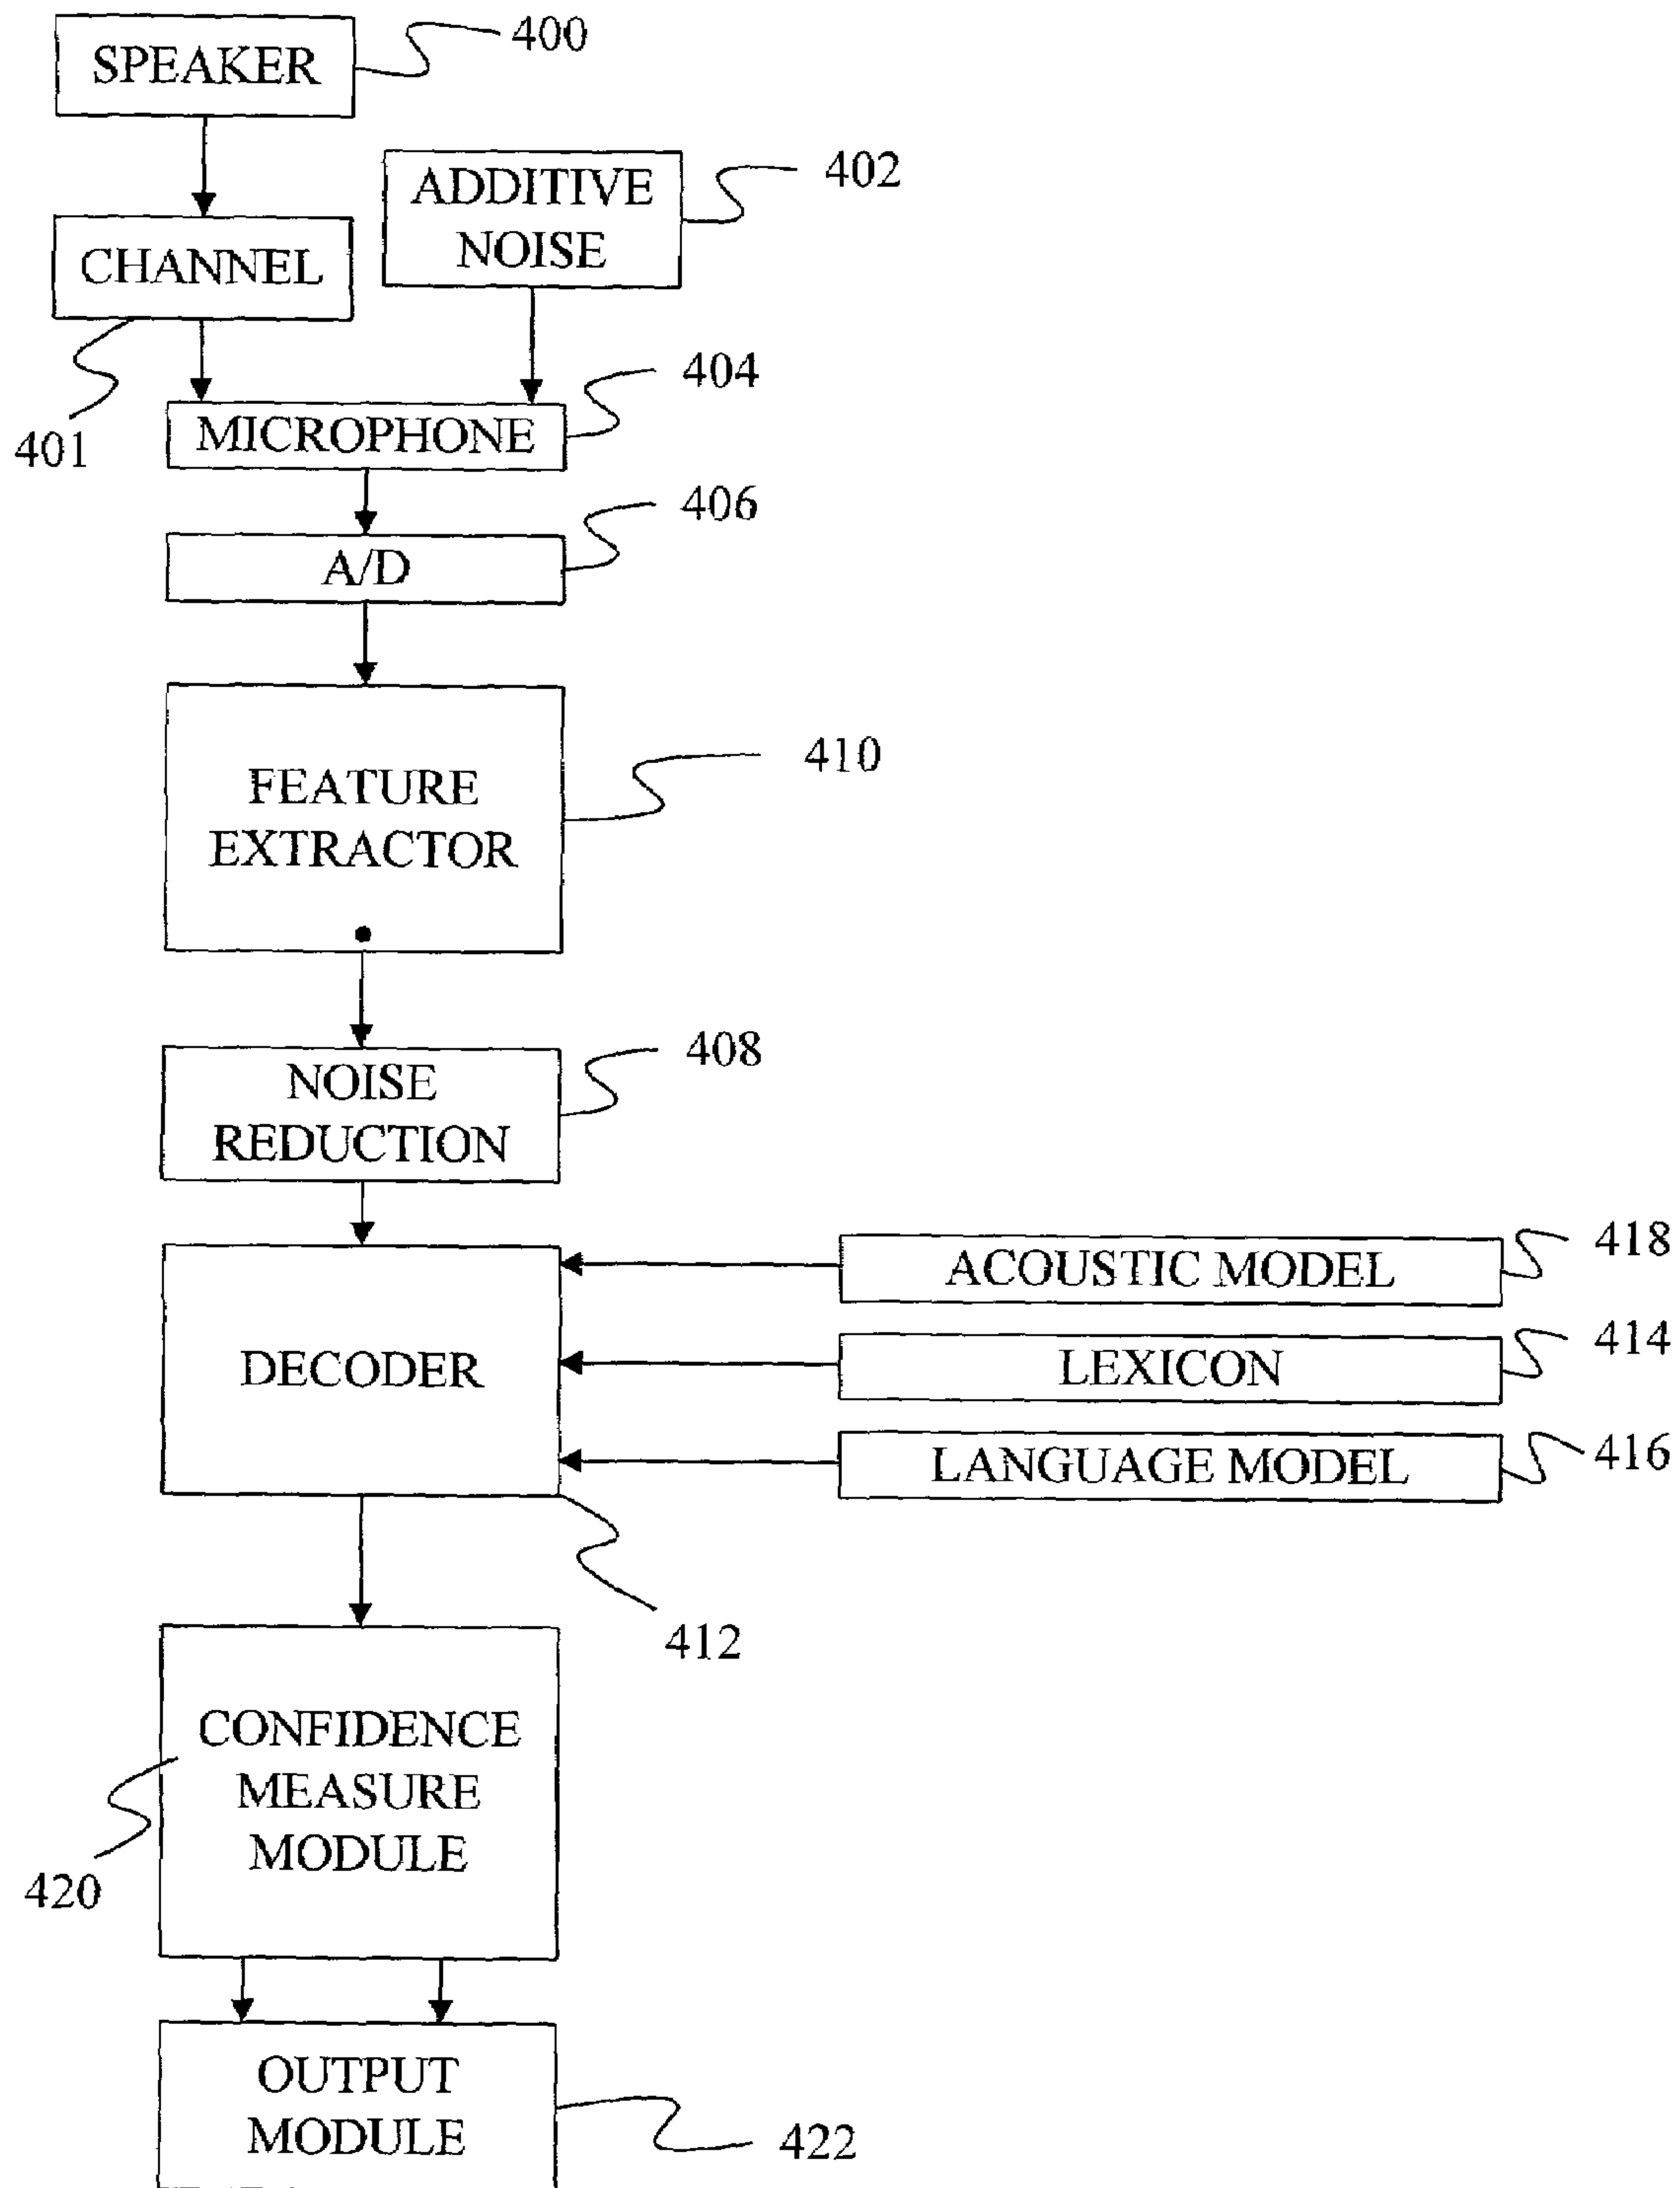 SPEAKER
400
ADDITIVE
NOISE
402
CHANNEL
401
MICROPHONE
404
A/D
406
FEATURE
EXTRACTOR
410
NOISE
REDUCTION
408
DECODER
412
ACOUSTIC MODEL
418
LEXICON
414
LANGUAGE MODEL
416
CONFIDENCE
MEASURE
MODULE
420
OUTPUT
MODULE
422